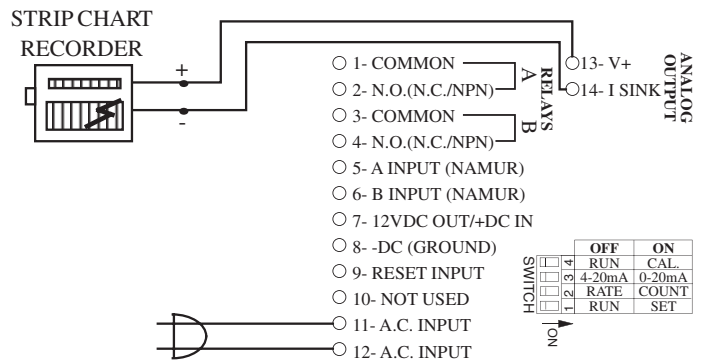 STRIP CHART
RECORDER
+
-
1- COMMON
2- N.O.(N.C./NPN)
3- COMMON
4- N.O.(N.C./NPN)
5- A INPUT (NAMUR)
6- B INPUT (NAMUR)
7- 12VDC OUT/+DC IN
8- -DC (GROUND)
9- RESET INPUT
10- NOT USED
11- A.C. INPUT
12- A.C. INPUT
A
B
RELAYS
13- V+
14- I SINK
ANALOG
OUTPUT
OFF ON
4 RUN CAL.
3 4-20mA 0-20mA
2 RATE COUNT
1 RUN SET
SWITCH
ON